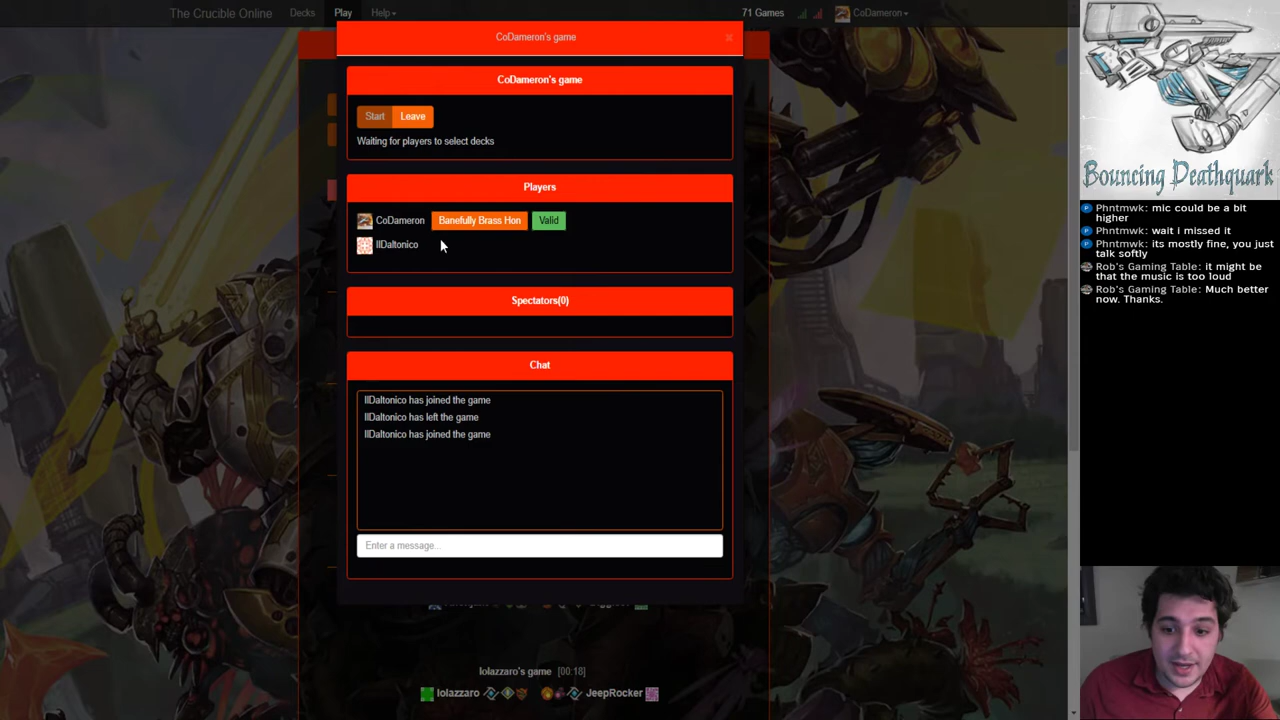 The Crucible Online Decks Play Help 71 Games CoDameron
CoDameron's game
CoDameron's game
Start Leave
Waiting for players to select decks
Players
CoDameron Banefully Brass Hon Valid
IlDaltonico
Spectators(0)
Chat
IlDaltonico has joined the game
IlDaltonico has left the game
IlDaltonico has joined the game
Enter a message...
lolazzaro's game [00:18]
lolazzaro JeepRocker
Bouncing Deathquark
Phntmwk: mic could be a bit
higher
Phntmwk: wait i missed it
Phntmwk: its mostly fine, you just
talk softly
Rob's Gaming Table: it might be
that the music is too loud
Rob's Gaming Table: Much better
now. Thanks.